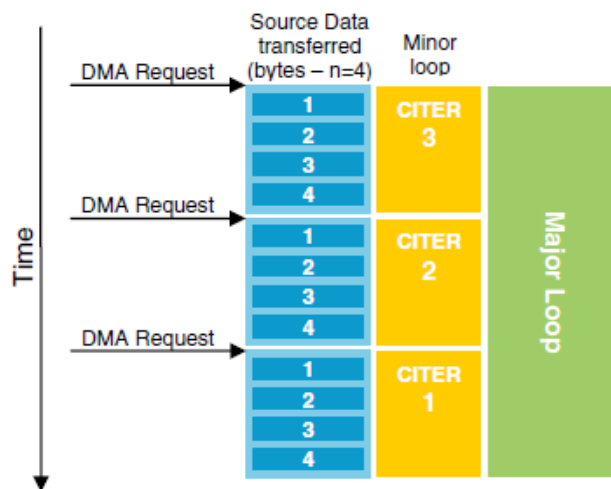 Source Data
transferred
(bytes – n=4)
Minor
loop
DMA Request
1
2
3
4
CITER
3
DMA Request
1
2
3
4
CITER
2
DMA Request
1
2
3
4
CITER
1
Major Loop
Time